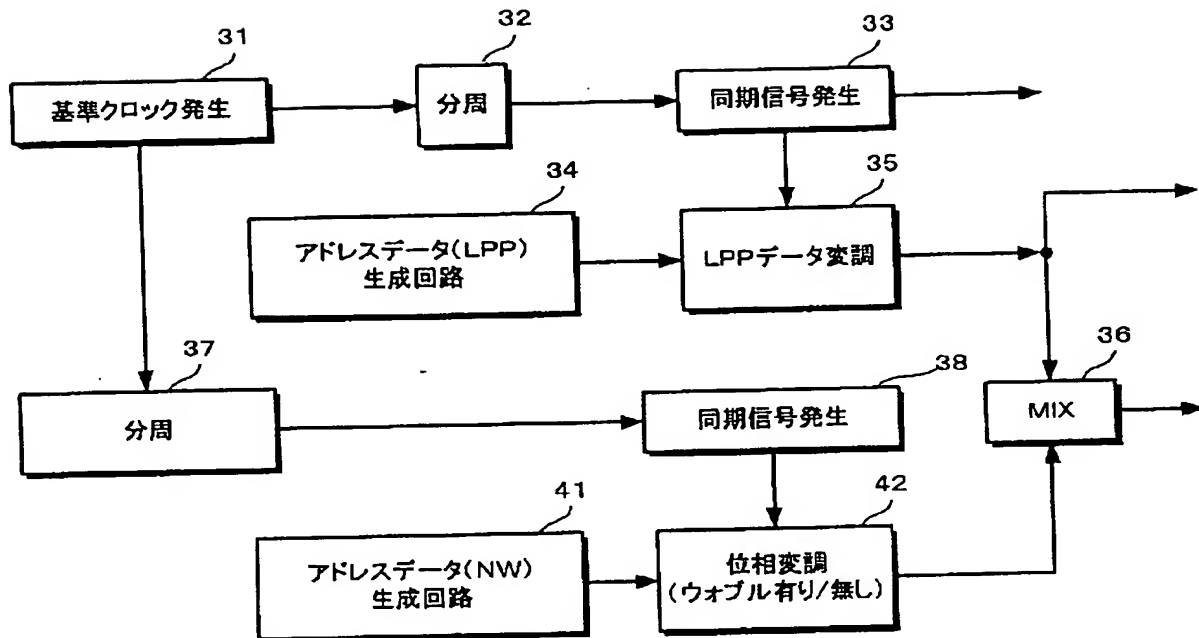 31
32
33
基準クロック発生
分周
同期信号発生
34
35
アドレスデータ(LPP)
生成回路
LPPデータ変調
37
38
36
分周
同期信号発生
MIX
41
42
アドレスデータ(NW)
生成回路
位相変調
(ウォブル有り/無し)